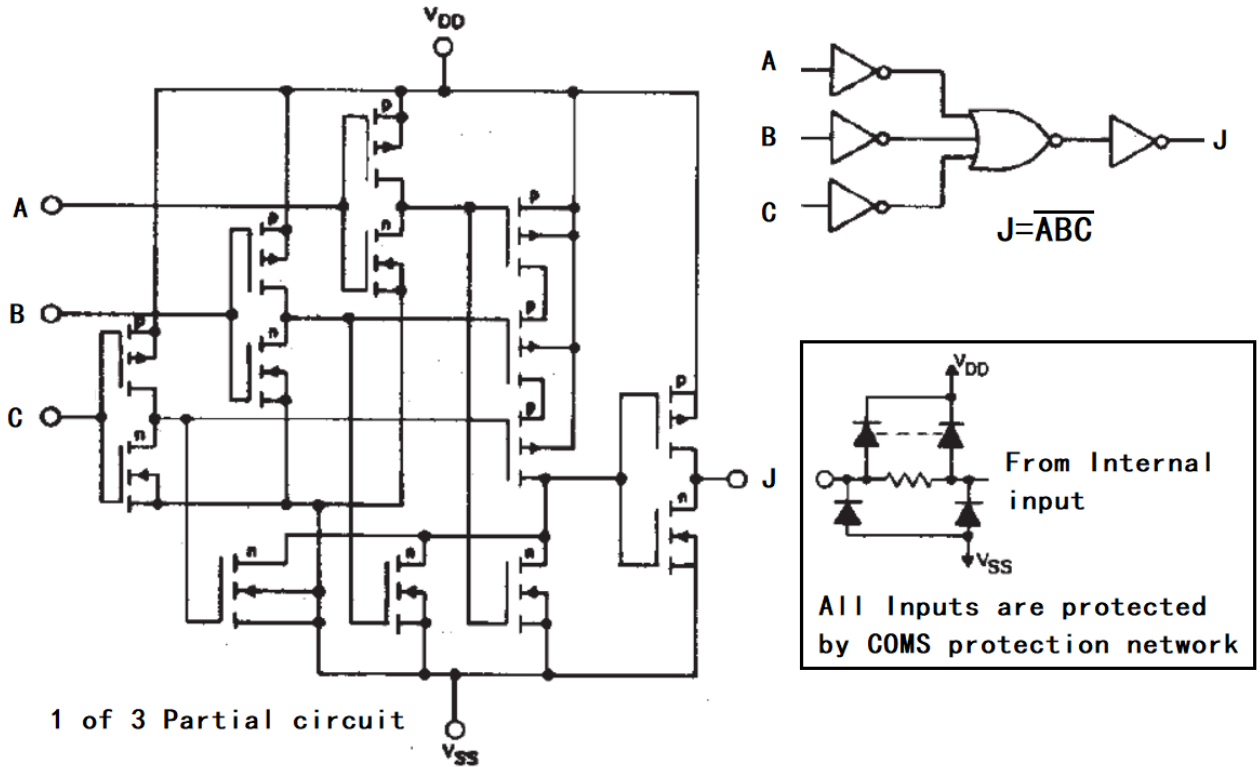 VDD
A
B
C
J
p
p
p
p
p
p
p
n
n
n
n
n
n
n
1 of 3 Partial circuit
VSS
A
B
C
J
J=A̅B̅C̅
VDD
From Internal
input
VSS
All Inputs are protected
by COMS protection network